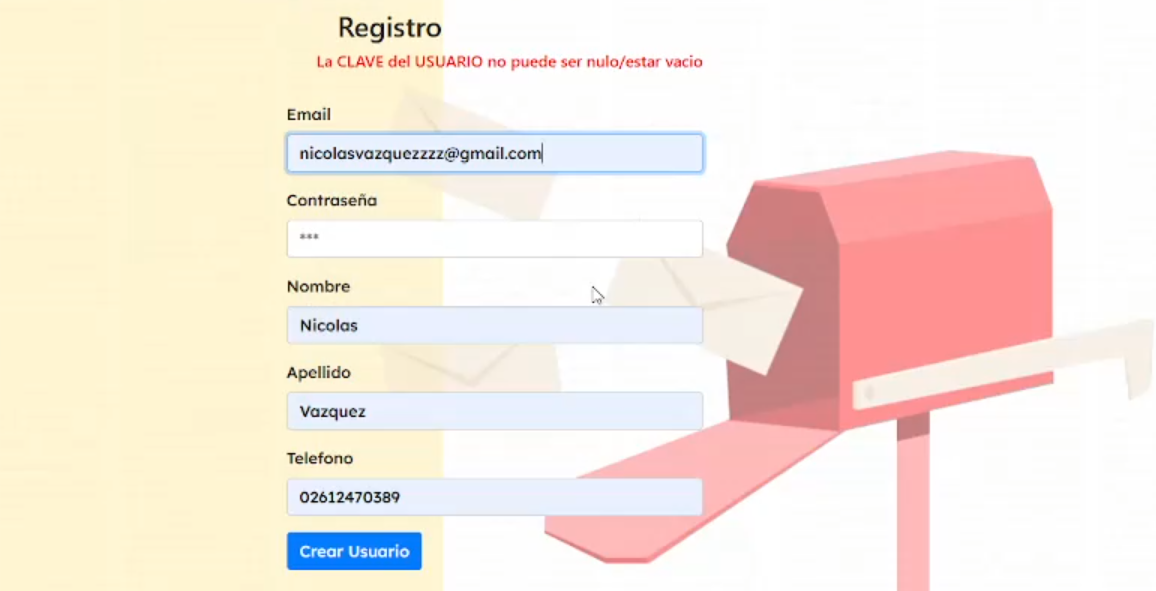 Registro
La CLAVE del USUARIO no puede ser nulo/estar vacio
Email
nicolasvazquezzzz@gmail.com
Contraseña
***
Nombre
Nicolas
Apellido
Vazquez
Telefono
02612470389
Crear Usuario